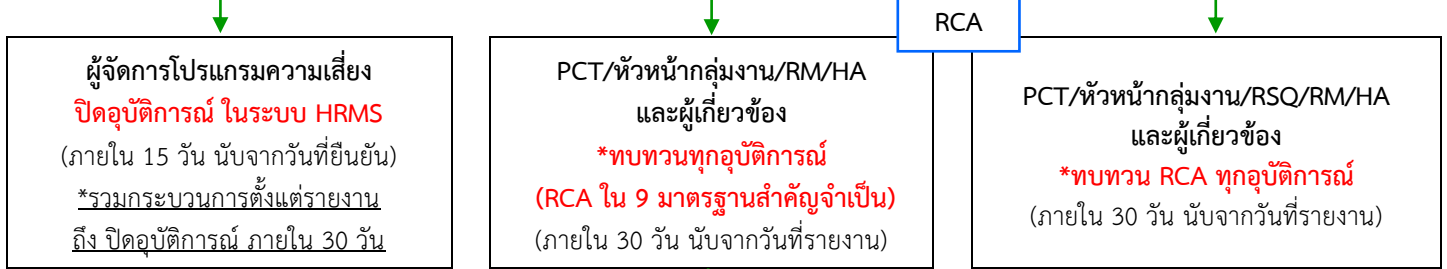 RCA
ผู้จัดการโปรแกรมความเสี่ยง
ปิดอุบัติการณ์ ในระบบ HRMS
(ภายใน 15 วัน นับจากวันที่ยืนยัน)
*รวมกระบวนการตั้งแต่รายงาน
ถึง ปิดอุบัติการณ์ ภายใน 30 วัน
PCT/หัวหน้ากลุ่มงาน/RM/HA
และผู้เกี่ยวข้อง
*ทบทวนทุกอุบัติการณ์
(RCA ใน 9 มาตรฐานสำคัญจำเป็น)
(ภายใน 30 วัน นับจากวันที่รายงาน)
PCT/หัวหน้ากลุ่มงาน/RSQ/RM/HA
และผู้เกี่ยวข้อง
*ทบทวน RCA ทุกอุบัติการณ์
(ภายใน 30 วัน นับจากวันที่รายงาน)